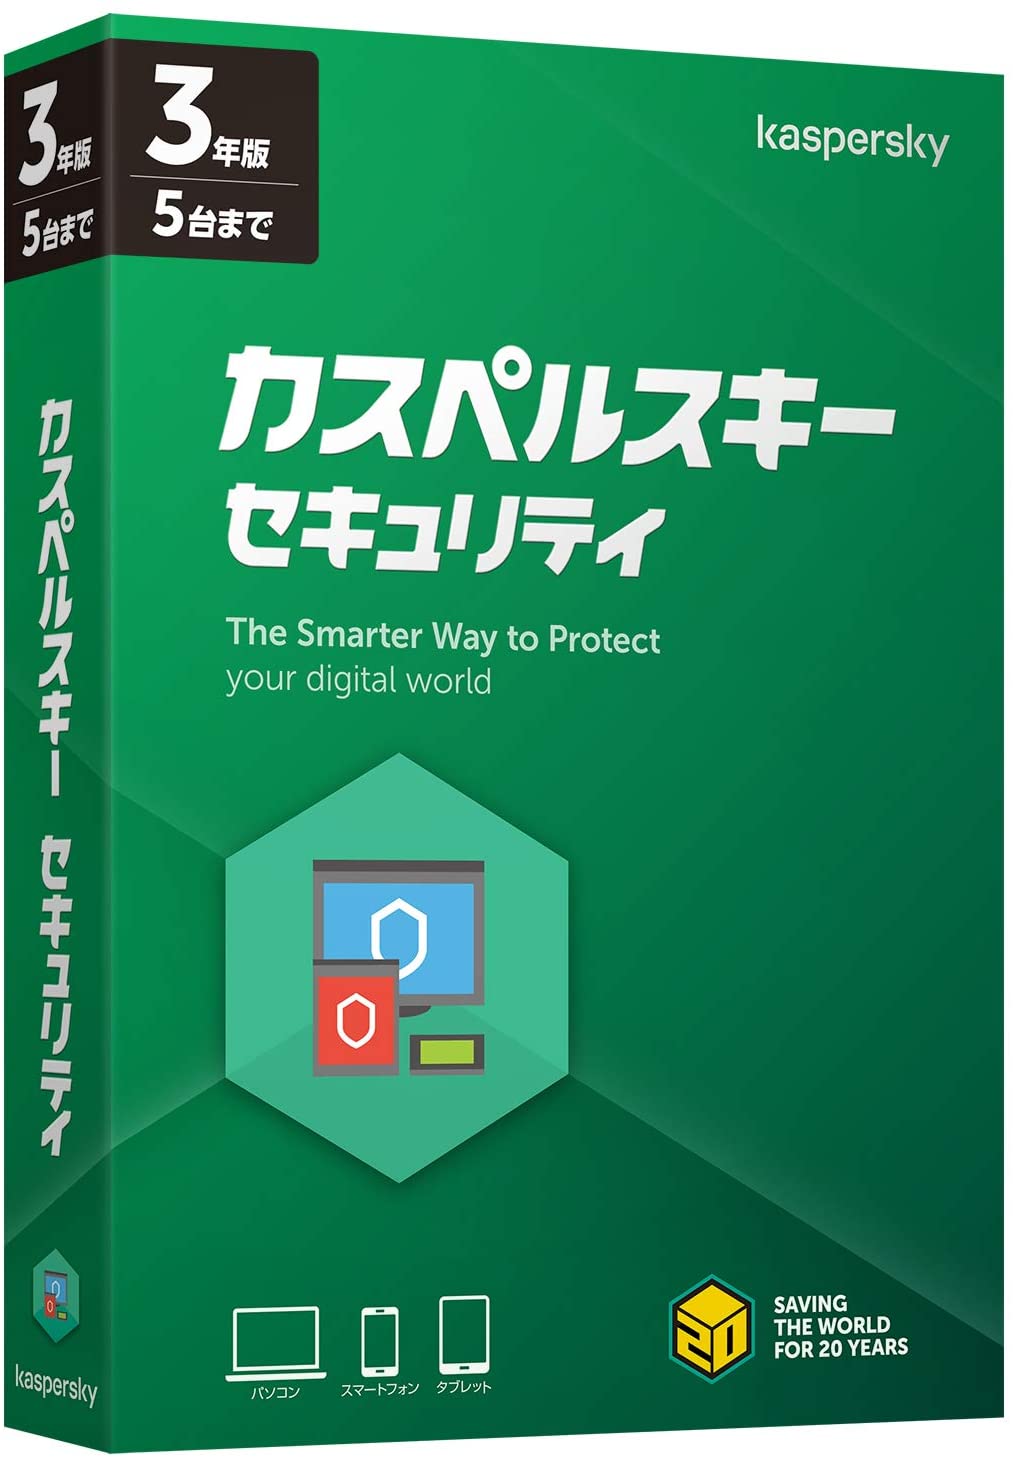 3年版
5台まで
3年版
5台まで
kaspersky
カスペルスキー
セキュリティ
The Smarter Way to Protect
your digital world
カスペルスキー セキュリティ
kaspersky
パソコン
スマートフォン
タブレット
20
SAVING
THE WORLD
FOR 20 YEARS